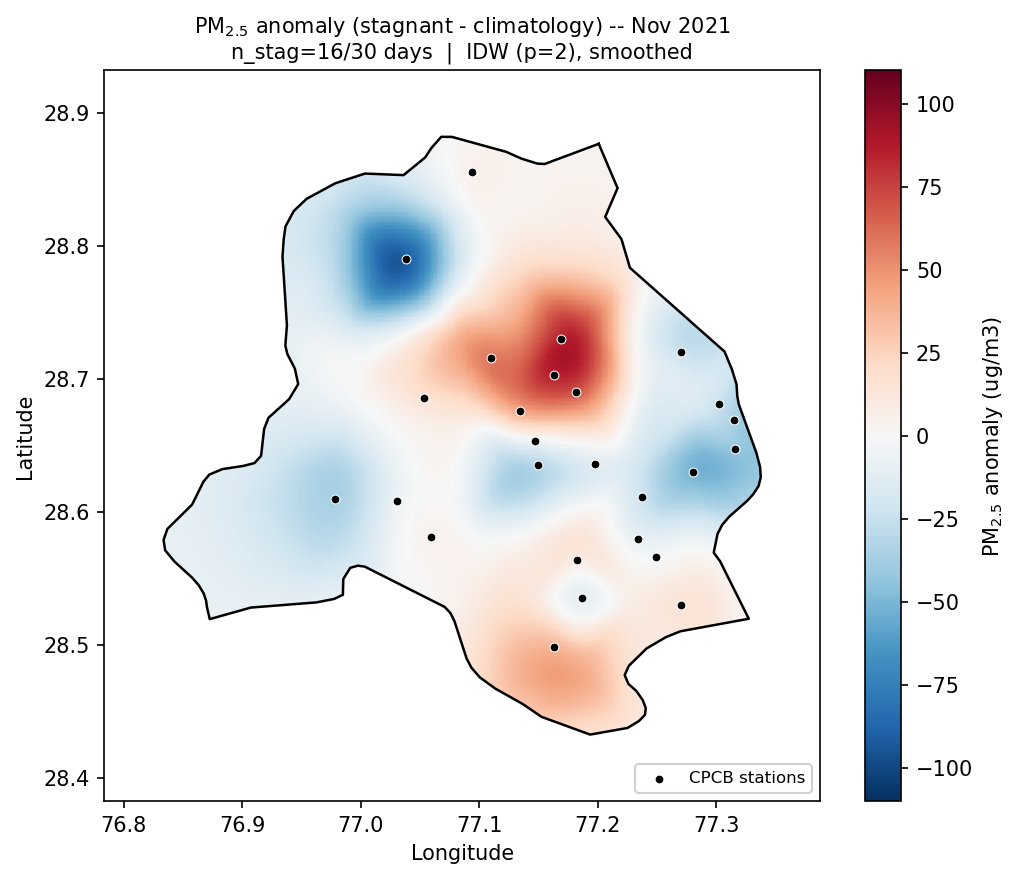 PM2.5 anomaly (stagnant - climatology) -- Nov 2021
n_stag=16/30 days | IDW (p=2), smoothed
28.9
28.8
28.7
28.6
28.5
28.4
Latitude
76.8 76.9 77.0 77.1 77.2 77.3
Longitude
CPCB stations
100
75
50
25
0
−25
−50
−75
−100
PM2.5 anomaly (ug/m3)